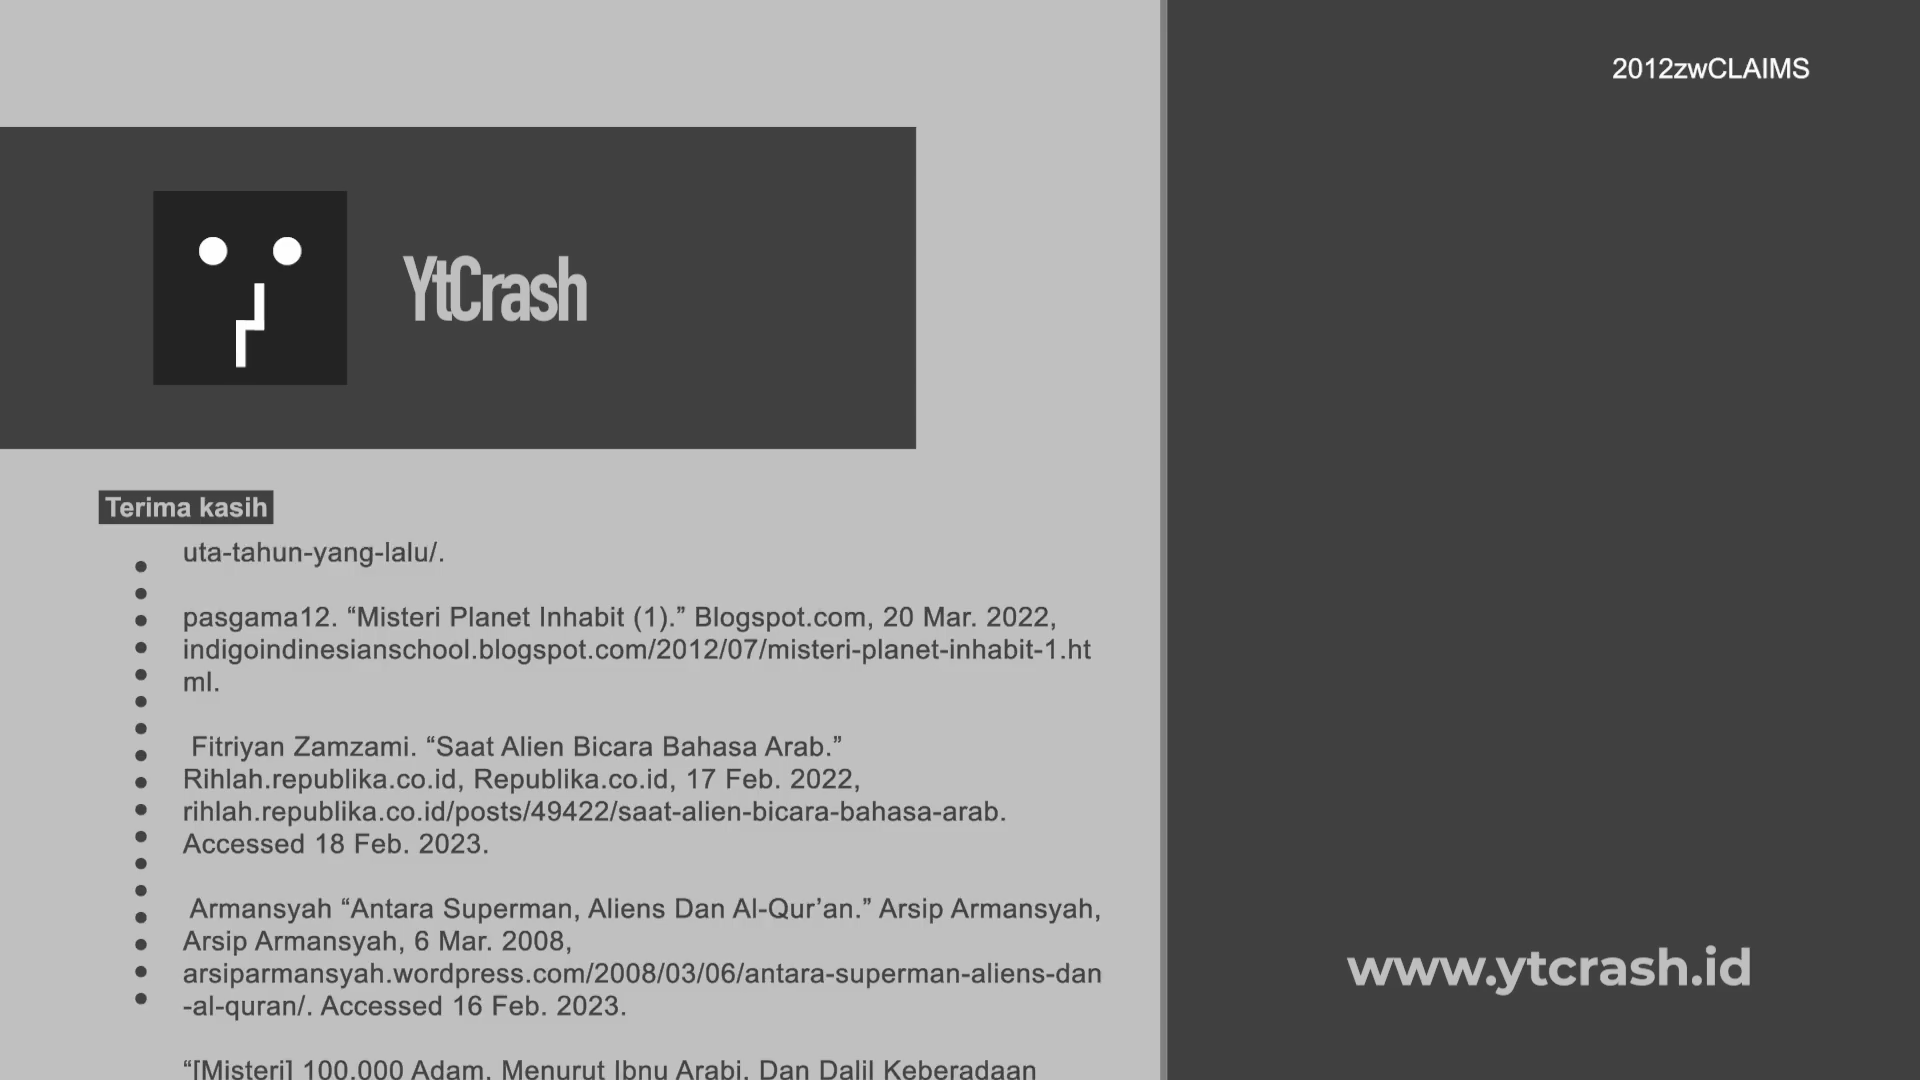 2012zwCLAIMS
YtCrash
Terima kasih
uta-tahun-yang-lalu/.
pasgama12. “Misteri Planet Inhabit (1).” Blogspot.com, 20 Mar. 2022,
indigoindinesianschool.blogspot.com/2012/07/misteri-planet-inhabit-1.ht
ml.
Fitriyan Zamzami. “Saat Alien Bicara Bahasa Arab.”
Rihlah.republika.co.id, Republika.co.id, 17 Feb. 2022,
rihlah.republika.co.id/posts/49422/saat-alien-bicara-bahasa-arab.
Accessed 18 Feb. 2023.
Armansyah “Antara Superman, Aliens Dan Al-Qur’an.” Arsip Armansyah,
Arsip Armansyah, 6 Mar. 2008,
arsiparmansyah.wordpress.com/2008/03/06/antara-superman-aliens-dan
-al-quran/. Accessed 16 Feb. 2023.
“[Misteri] 100.000 Adam, Menurut Ibnu Arabi, Dan Dalil Keberadaan
www.ytcrash.id